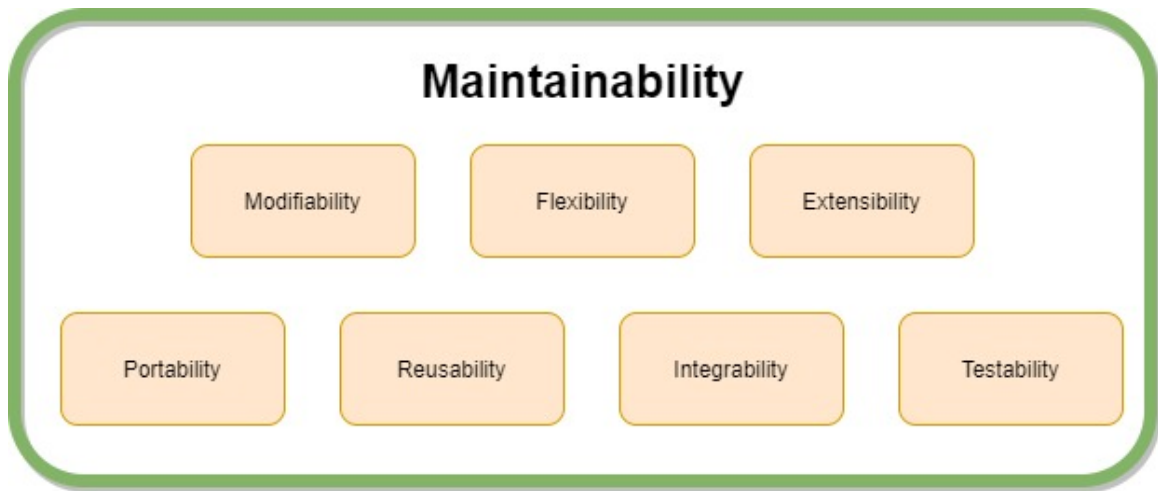 Maintainability
Modifiability
Flexibility
Extensibility
Portability
Reusability
Integrability
Testability